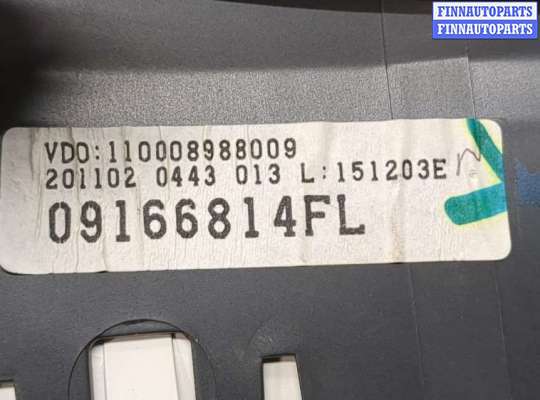 FINNAUTOPARTS
FINNAUTOPARTS
VDO:110008988009
201102 0443 013 L:151203E
09166814FL